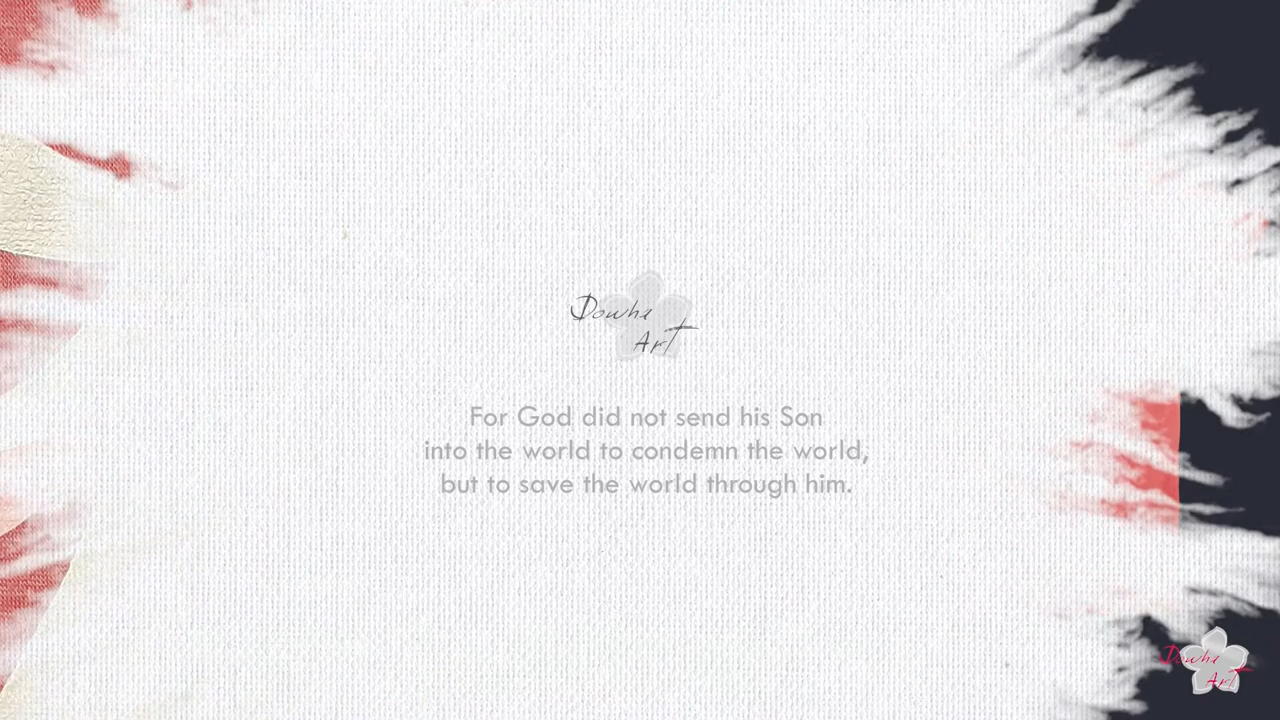 Dowha
Art
For God did not send his Son
into the world to condemn the world,
but to save the world through him.
Dowha
Art